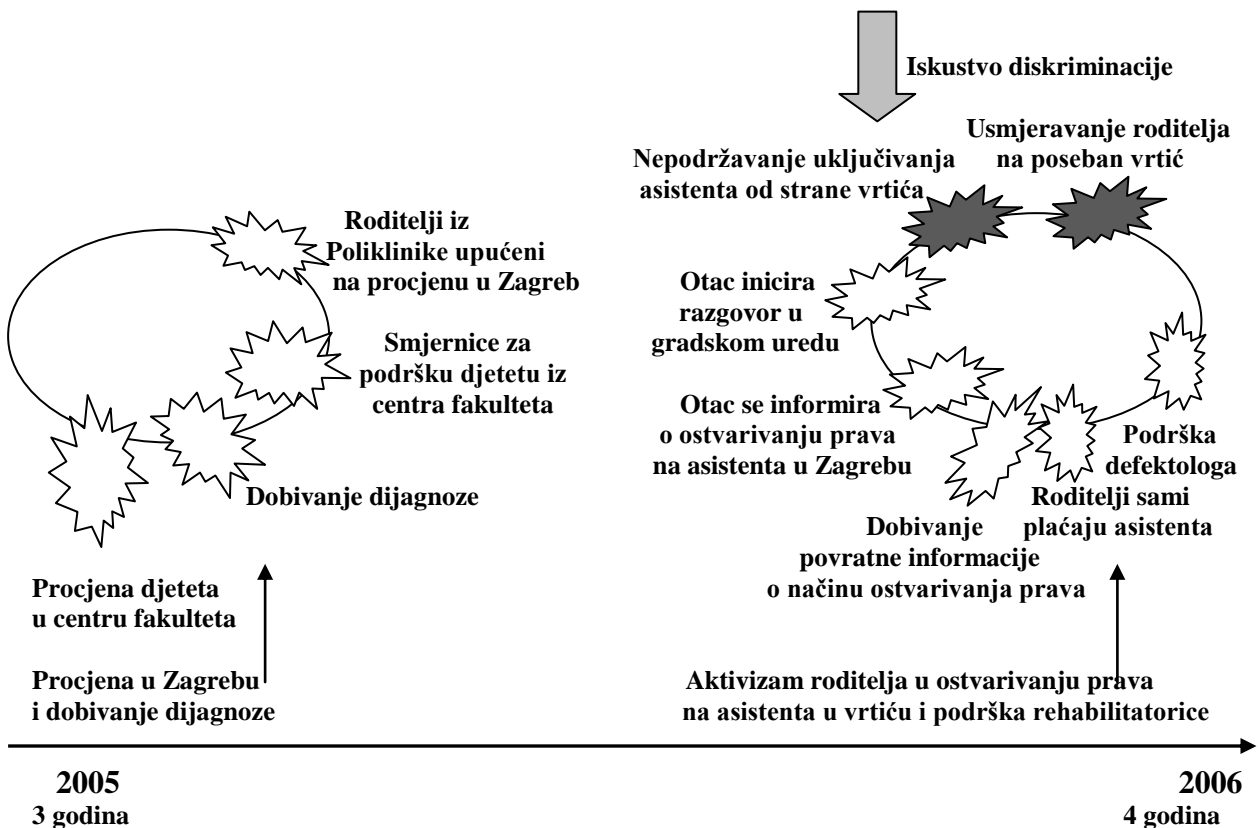 Iskustvo diskriminacije
Usmjeravanje roditelja
na poseban vrtić
Nepodržavanje uključivanja
asistenta od strane vrtića
Roditelji iz
Poliklinike upućeni
na procjenu u Zagreb
Otac inicira
razgovor u
gradskom uredu
Smjernice za
podršku djetetu iz
centra fakulteta
Otac se informira
o ostvarivanju prava
na asistenta u Zagrebu
Podrška
defektologa
Dobivanje dijagnoze
Roditelji sami
plaćaju asistenta
Dobivanje
povratne informacije
o načinu ostvarivanja prava
Procjena djeteta
u centru fakulteta
Procjena u Zagrebu
i dobivanje dijagnoze
Aktivizam roditelja u ostvarivanju prava
na asistenta u vrtiću i podrška rehabilitatorice
2005
3 godina
2006
4 godina